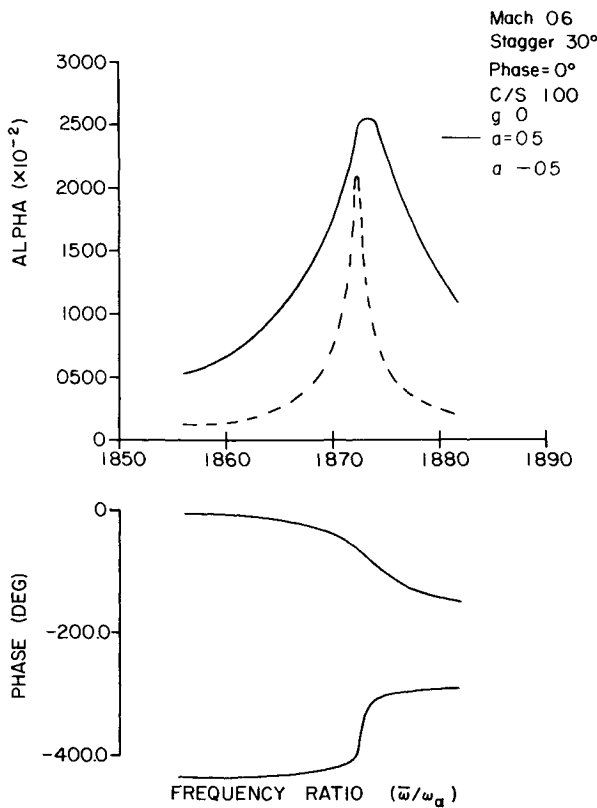 Mach 06
Stagger 30°
Phase=0°
C/S 100
g 0
a=05
a -05
ALPHA (×10⁻²)
3000
2500
2000
1500
1000
0500
0
1850
1860
1870
1880
1890
PHASE (DEG)
0
-200.0
-400.0
FREQUENCY RATIO (ω̅/ωα)